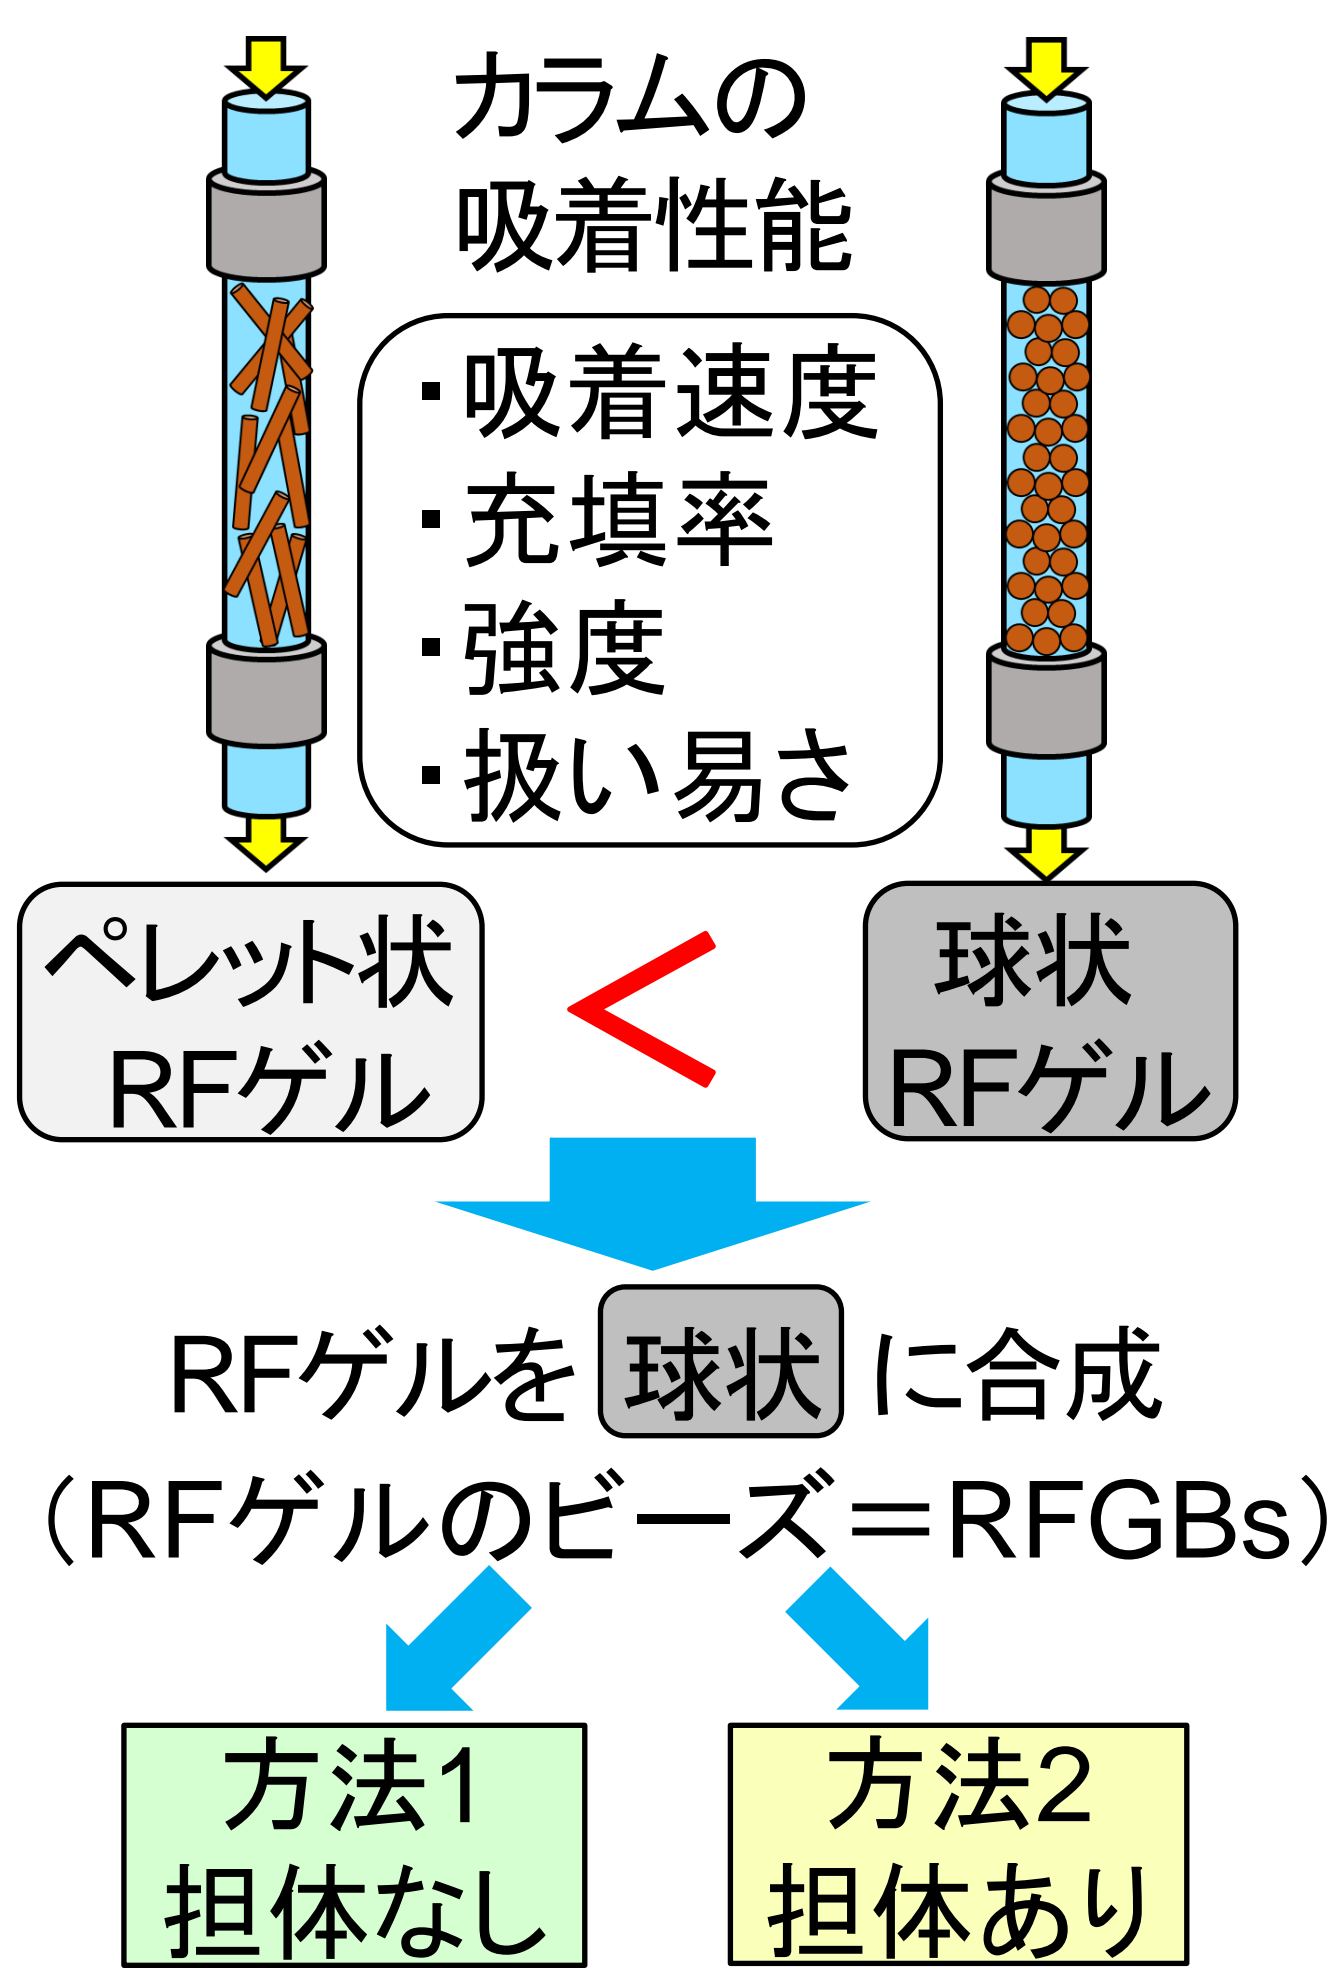 カラムの
吸着性能
・吸着速度
・充填率
・強度
・扱い易さ
ペレット状
RFゲル
<
球状
RFゲル
RFゲルを 球状 に合成
（RFゲルのビーズ＝RFGBs）
方法1
担体なし
方法2
担体あり